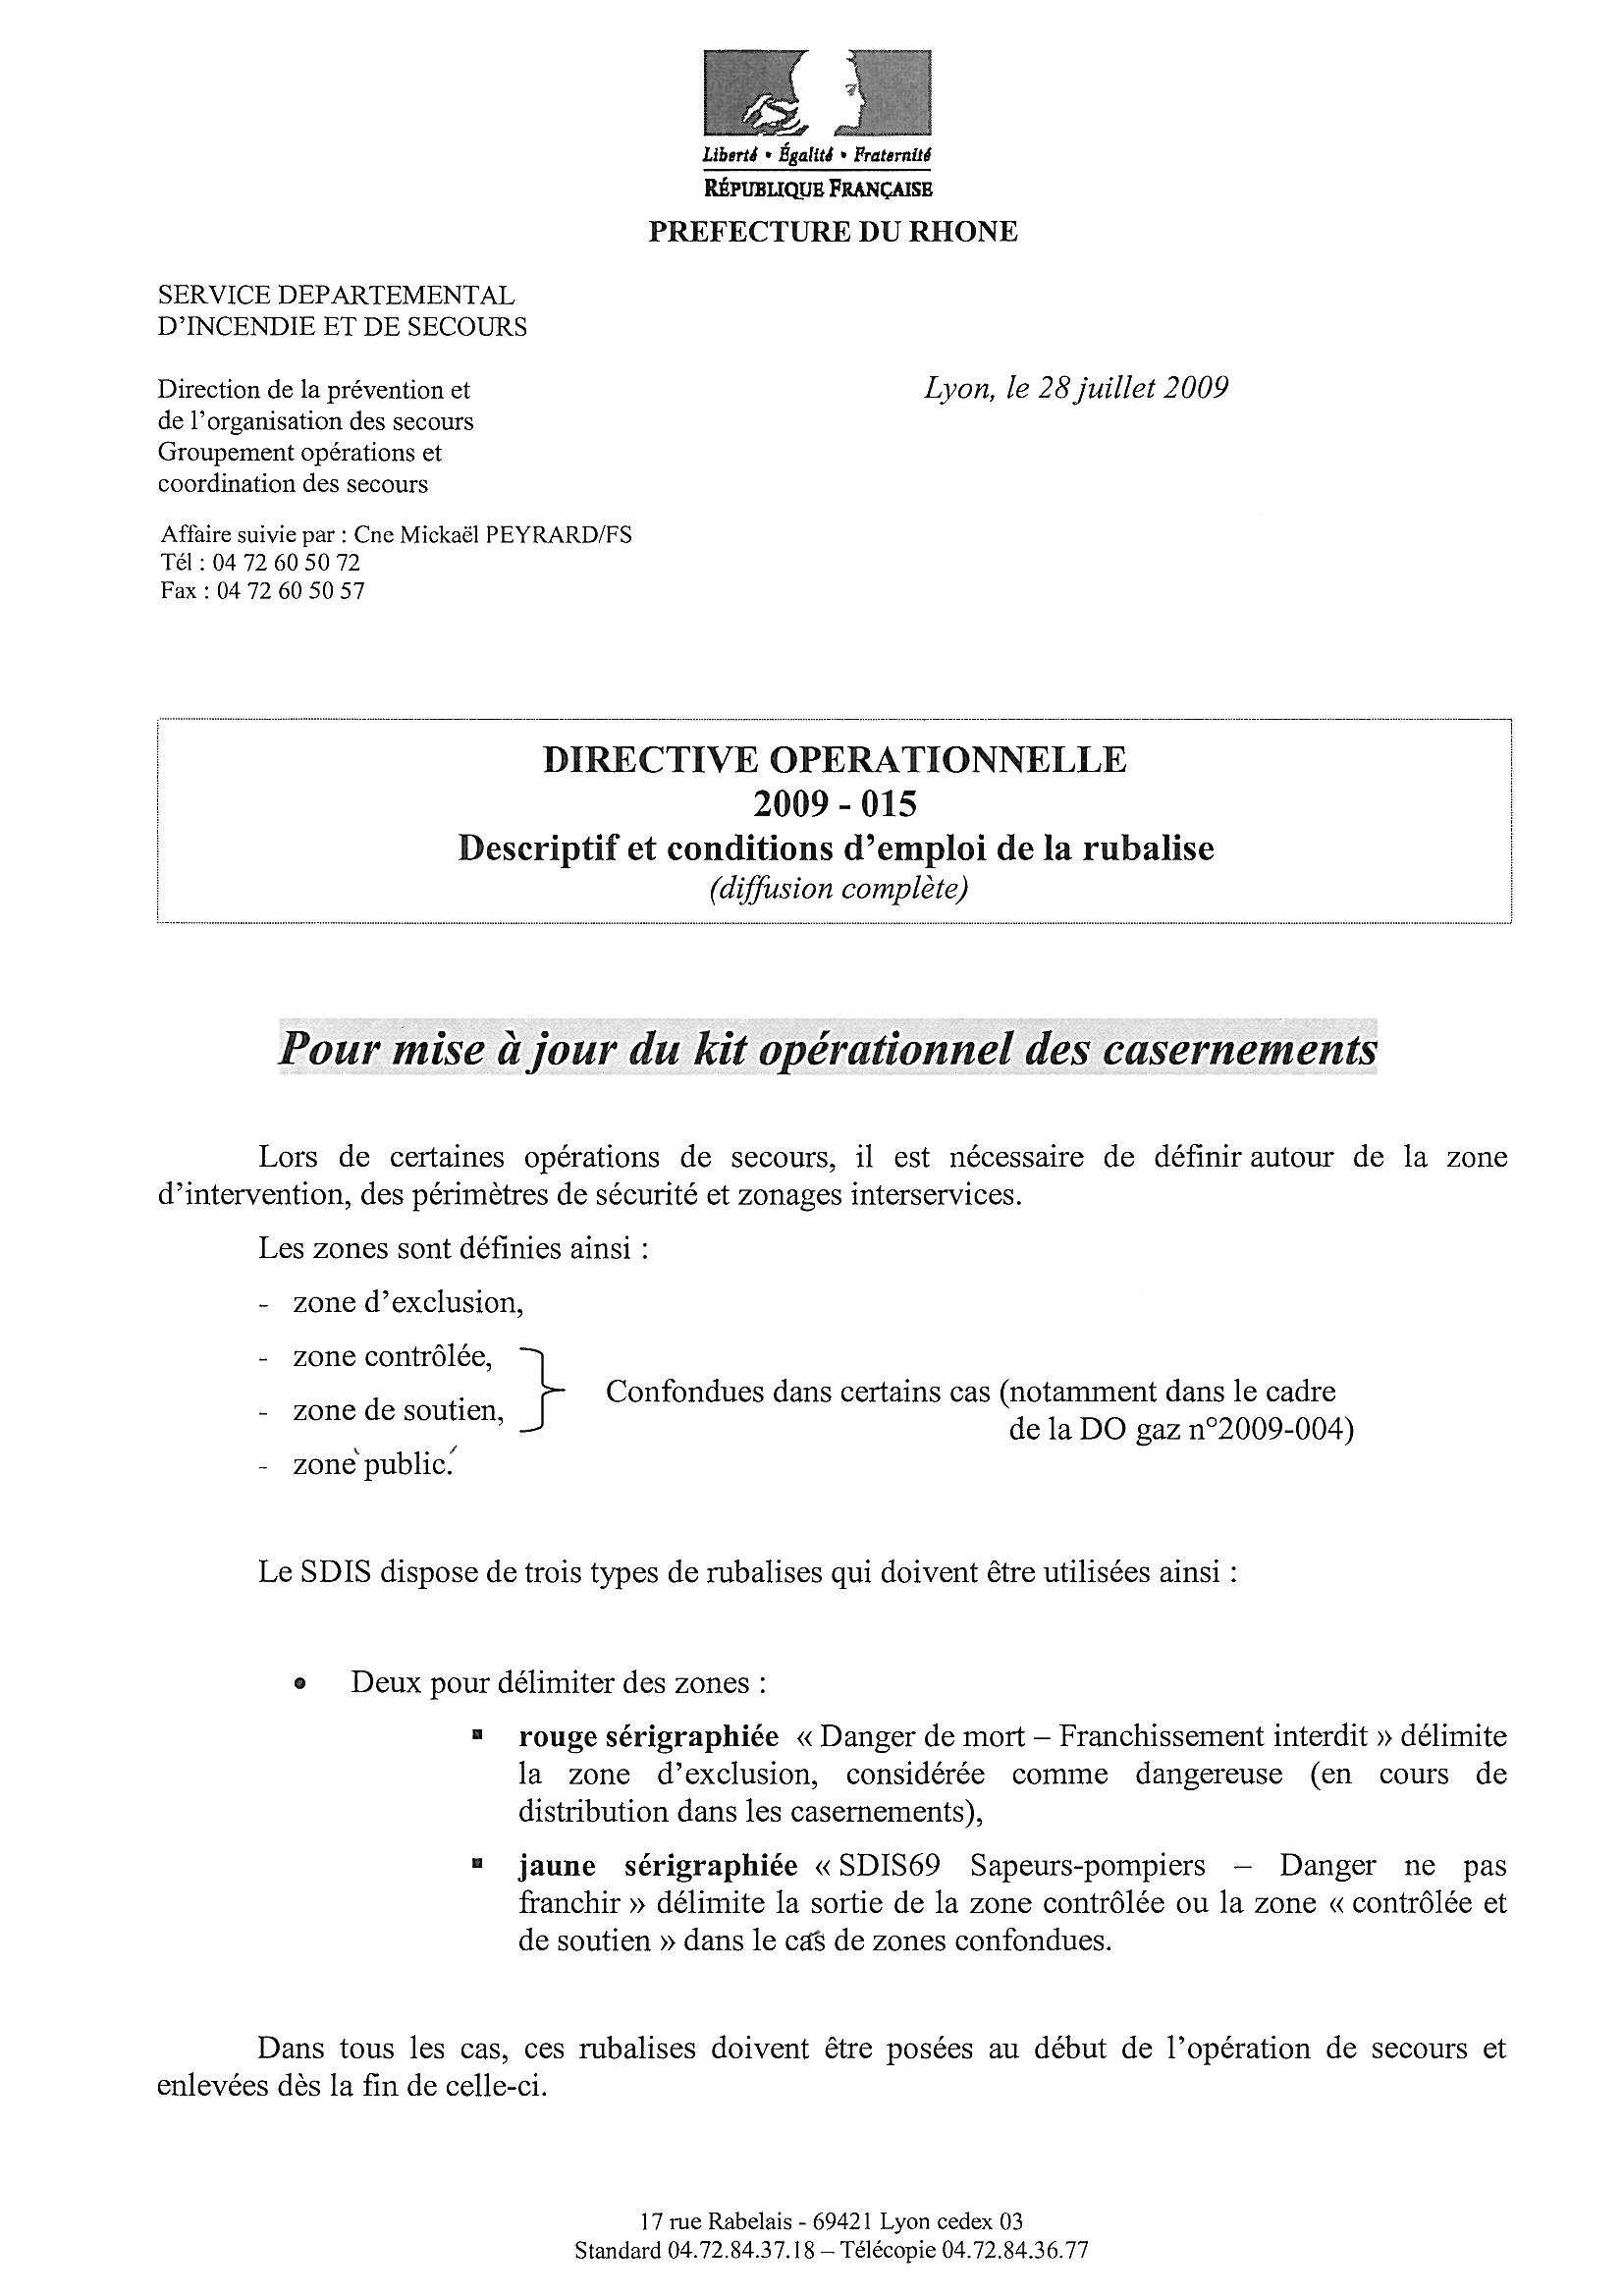 Liberté • Égalité • Fraternité
RÉPUBLIQUE FRANÇAISE
PREFECTURE DU RHONE
SERVICE DEPARTEMENTAL
D'INCENDIE ET DE SECOURS
Direction de la prévention et
de l'organisation des secours
Groupement opérations et
coordination des secours
Lyon, le 28 juillet 2009
Affaire suivie par : Cne Mickaël PEYRARD/FS
Tél : 04 72 60 50 72
Fax : 04 72 60 50 57
DIRECTIVE OPERATIONNELLE
2009 - 015
Descriptif et conditions d'emploi de la rubalise
(diffusion complète)
Pour mise à jour du kit opérationnel des casernements
Lors de certaines opérations de secours, il est nécessaire de définir autour de la zone
d'intervention, des périmètres de sécurité et zonages interservices.
Les zones sont définies ainsi :
- zone d'exclusion,
- zone contrôlée,
- zone de soutien,
Confondues dans certains cas (notamment dans le cadre
de la DO gaz n°2009-004)
- zone public.
Le SDIS dispose de trois types de rubalises qui doivent être utilisées ainsi :
• Deux pour délimiter des zones :
▪ rouge sérigraphiée « Danger de mort – Franchissement interdit » délimite
la zone d'exclusion, considérée comme dangereuse (en cours de
distribution dans les casernements),
▪ jaune sérigraphiée « SDIS69 Sapeurs-pompiers – Danger ne pas
franchir » délimite la sortie de la zone contrôlée ou la zone « contrôlée et
de soutien » dans le cas de zones confondues.
Dans tous les cas, ces rubalises doivent être posées au début de l'opération de secours et
enlevées dès la fin de celle-ci.
17 rue Rabelais - 69421 Lyon cedex 03
Standard 04.72.84.37.18 – Télécopie 04.72.84.36.77